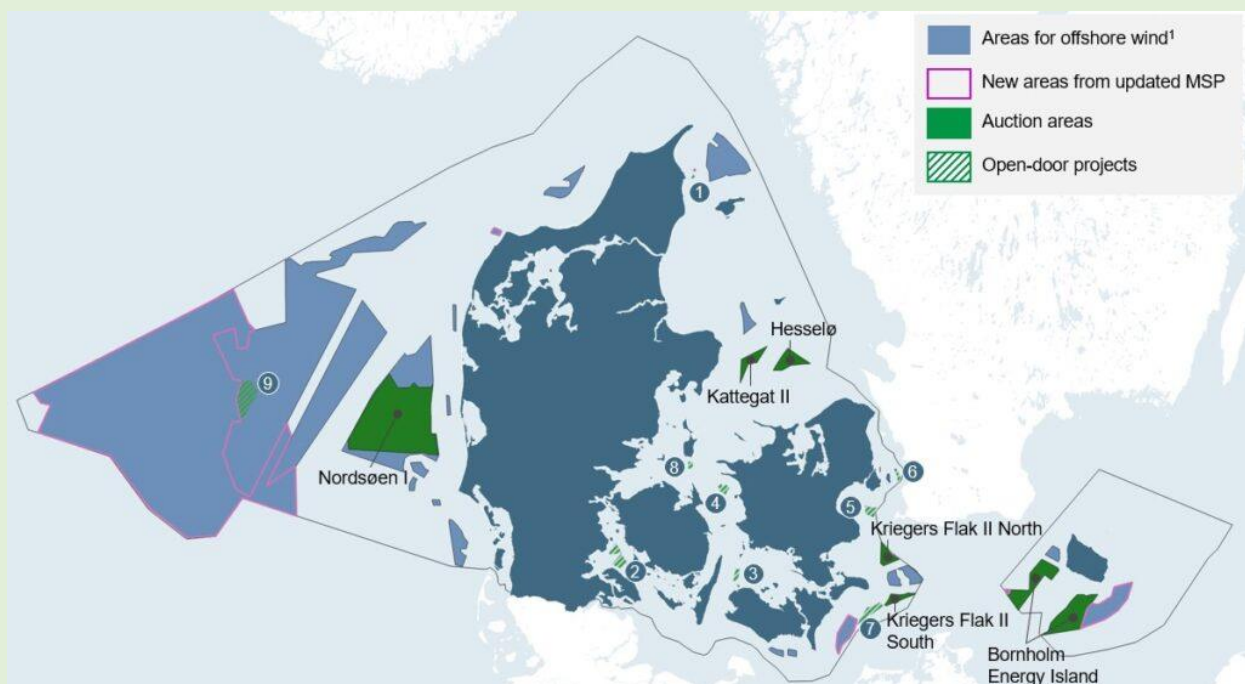 Areas for offshore wind¹
New areas from updated MSP
Auction areas
Open-door projects
1
Hesselø
Kattegat II
9
Nordsøen I
8
6
4
5
Kriegers Flak II North
2
3
7
Kriegers Flak II
South
Bornholm
Energy Island